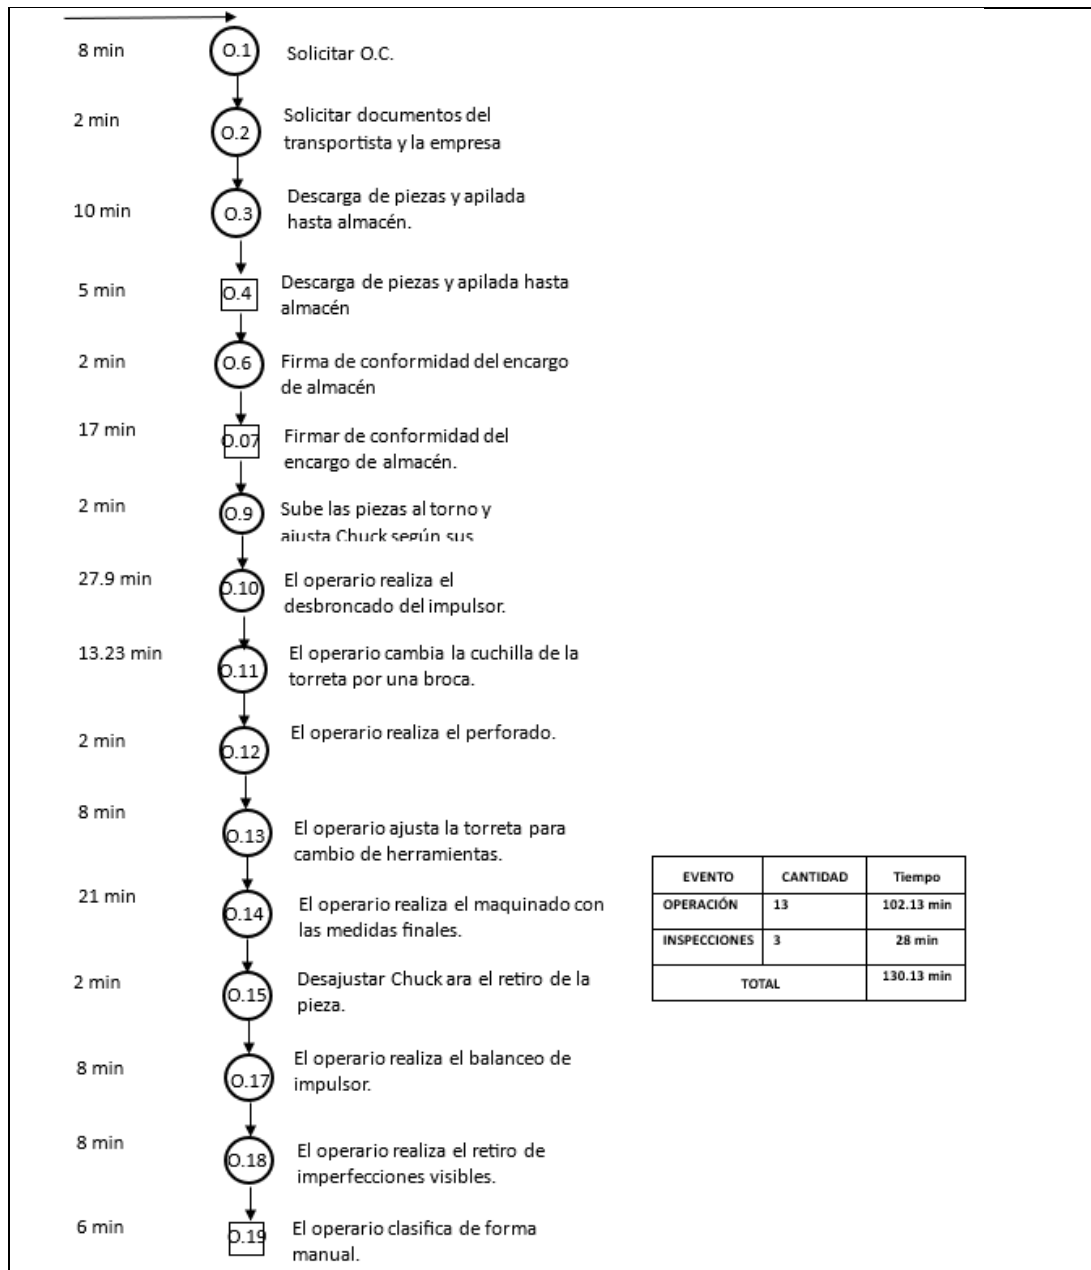 8 min
O.1
Solicitar O.C.
2 min
O.2
Solicitar documentos del
transportista y la empresa
10 min
O.3
Descarga de piezas y apilada
hasta almacén.
5 min
O.4
Descarga de piezas y apilada hasta
almacén
2 min
O.6
Firma de conformidad del encargo
de almacén
17 min
O.07
Firmar de conformidad del
encargo de almacén.
2 min
O.9
Sube las piezas al torno y
ajusta Chuck según sus
27.9 min
O.10
El operario realiza el
desbroncado del impulsor.
13.23 min
O.11
El operario cambia la cuchilla de la
torreta por una broca.
2 min
O.12
El operario realiza el perforado.
8 min
O.13
El operario ajusta la torreta para
cambio de herramientas.
21 min
O.14
El operario realiza el maquinado con
las medidas finales.
2 min
O.15
Desajustar Chuck ara el retiro de la
pieza.
8 min
O.17
El operario realiza el balanceo de
impulsor.
8 min
O.18
El operario realiza el retiro de
imperfecciones visibles.
6 min
O.19
El operario clasifica de forma
manual.
EVENTO CANTIDAD Tiempo
OPERACIÓN 13 102.13 min
INSPECCIONES 3 28 min
TOTAL 130.13 min